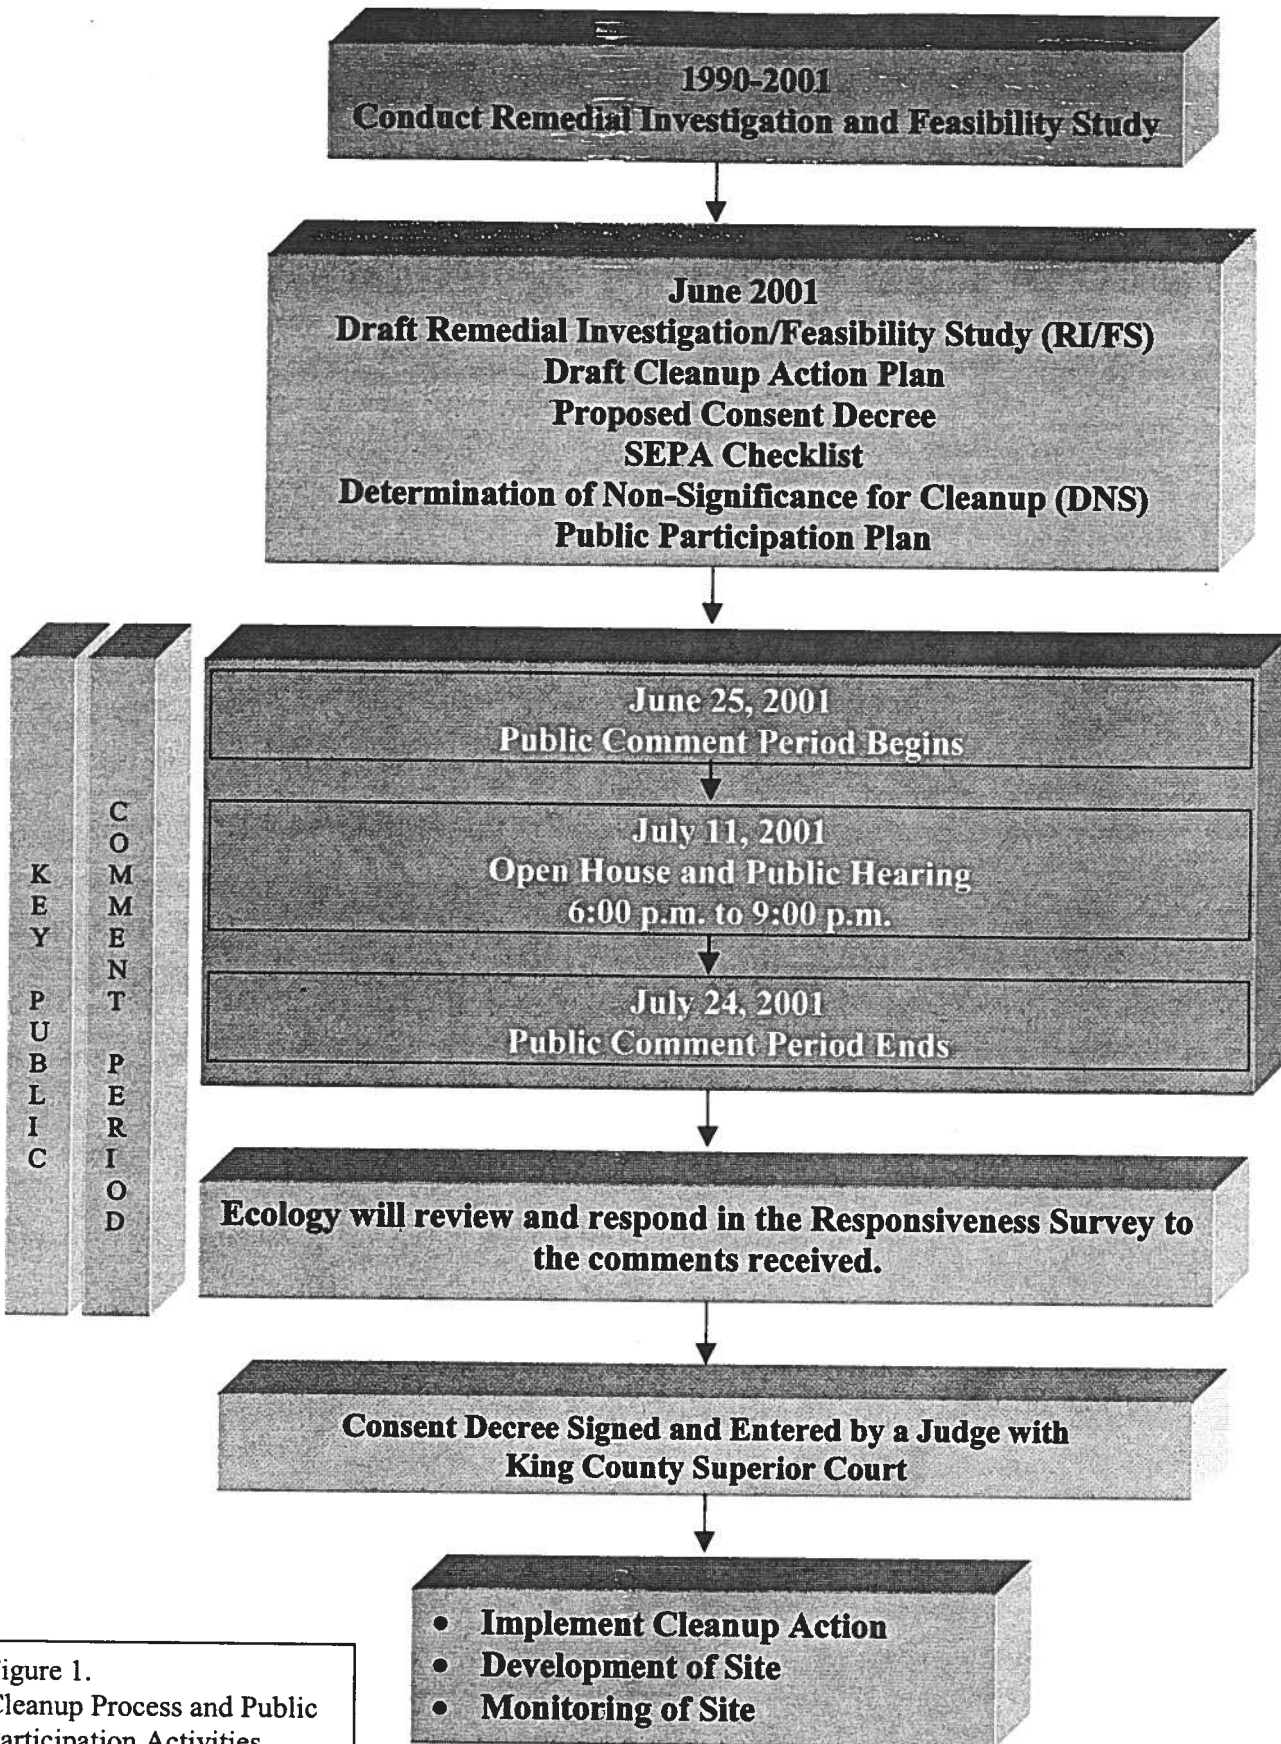 1990-2001
Conduct Remedial Investigation and Feasibility Study
June 2001
Draft Remedial Investigation/Feasibility Study (RI/FS)
Draft Cleanup Action Plan
Proposed Consent Decree
SEPA Checklist
Determination of Non-Significance for Cleanup (DNS)
Public Participation Plan
KEY PUBLIC
COMMENT PERIOD
June 25, 2001
Public Comment Period Begins
July 11, 2001
Open House and Public Hearing
6:00 p.m. to 9:00 p.m.
July 24, 2001
Public Comment Period Ends
Ecology will review and respond in the Responsiveness Survey to
the comments received.
Consent Decree Signed and Entered by a Judge with
King County Superior Court
• Implement Cleanup Action
• Development of Site
• Monitoring of Site
igure 1.
Cleanup Process and Public
articipation Activities